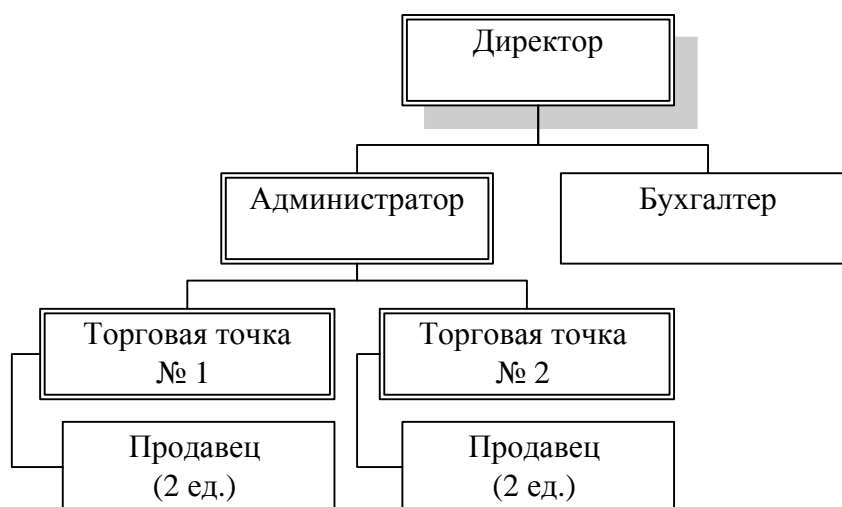 Директор
Администратор
Бухгалтер
Торговая точка
№ 1
Торговая точка
№ 2
Продавец
(2 ед.)
Продавец
(2 ед.)